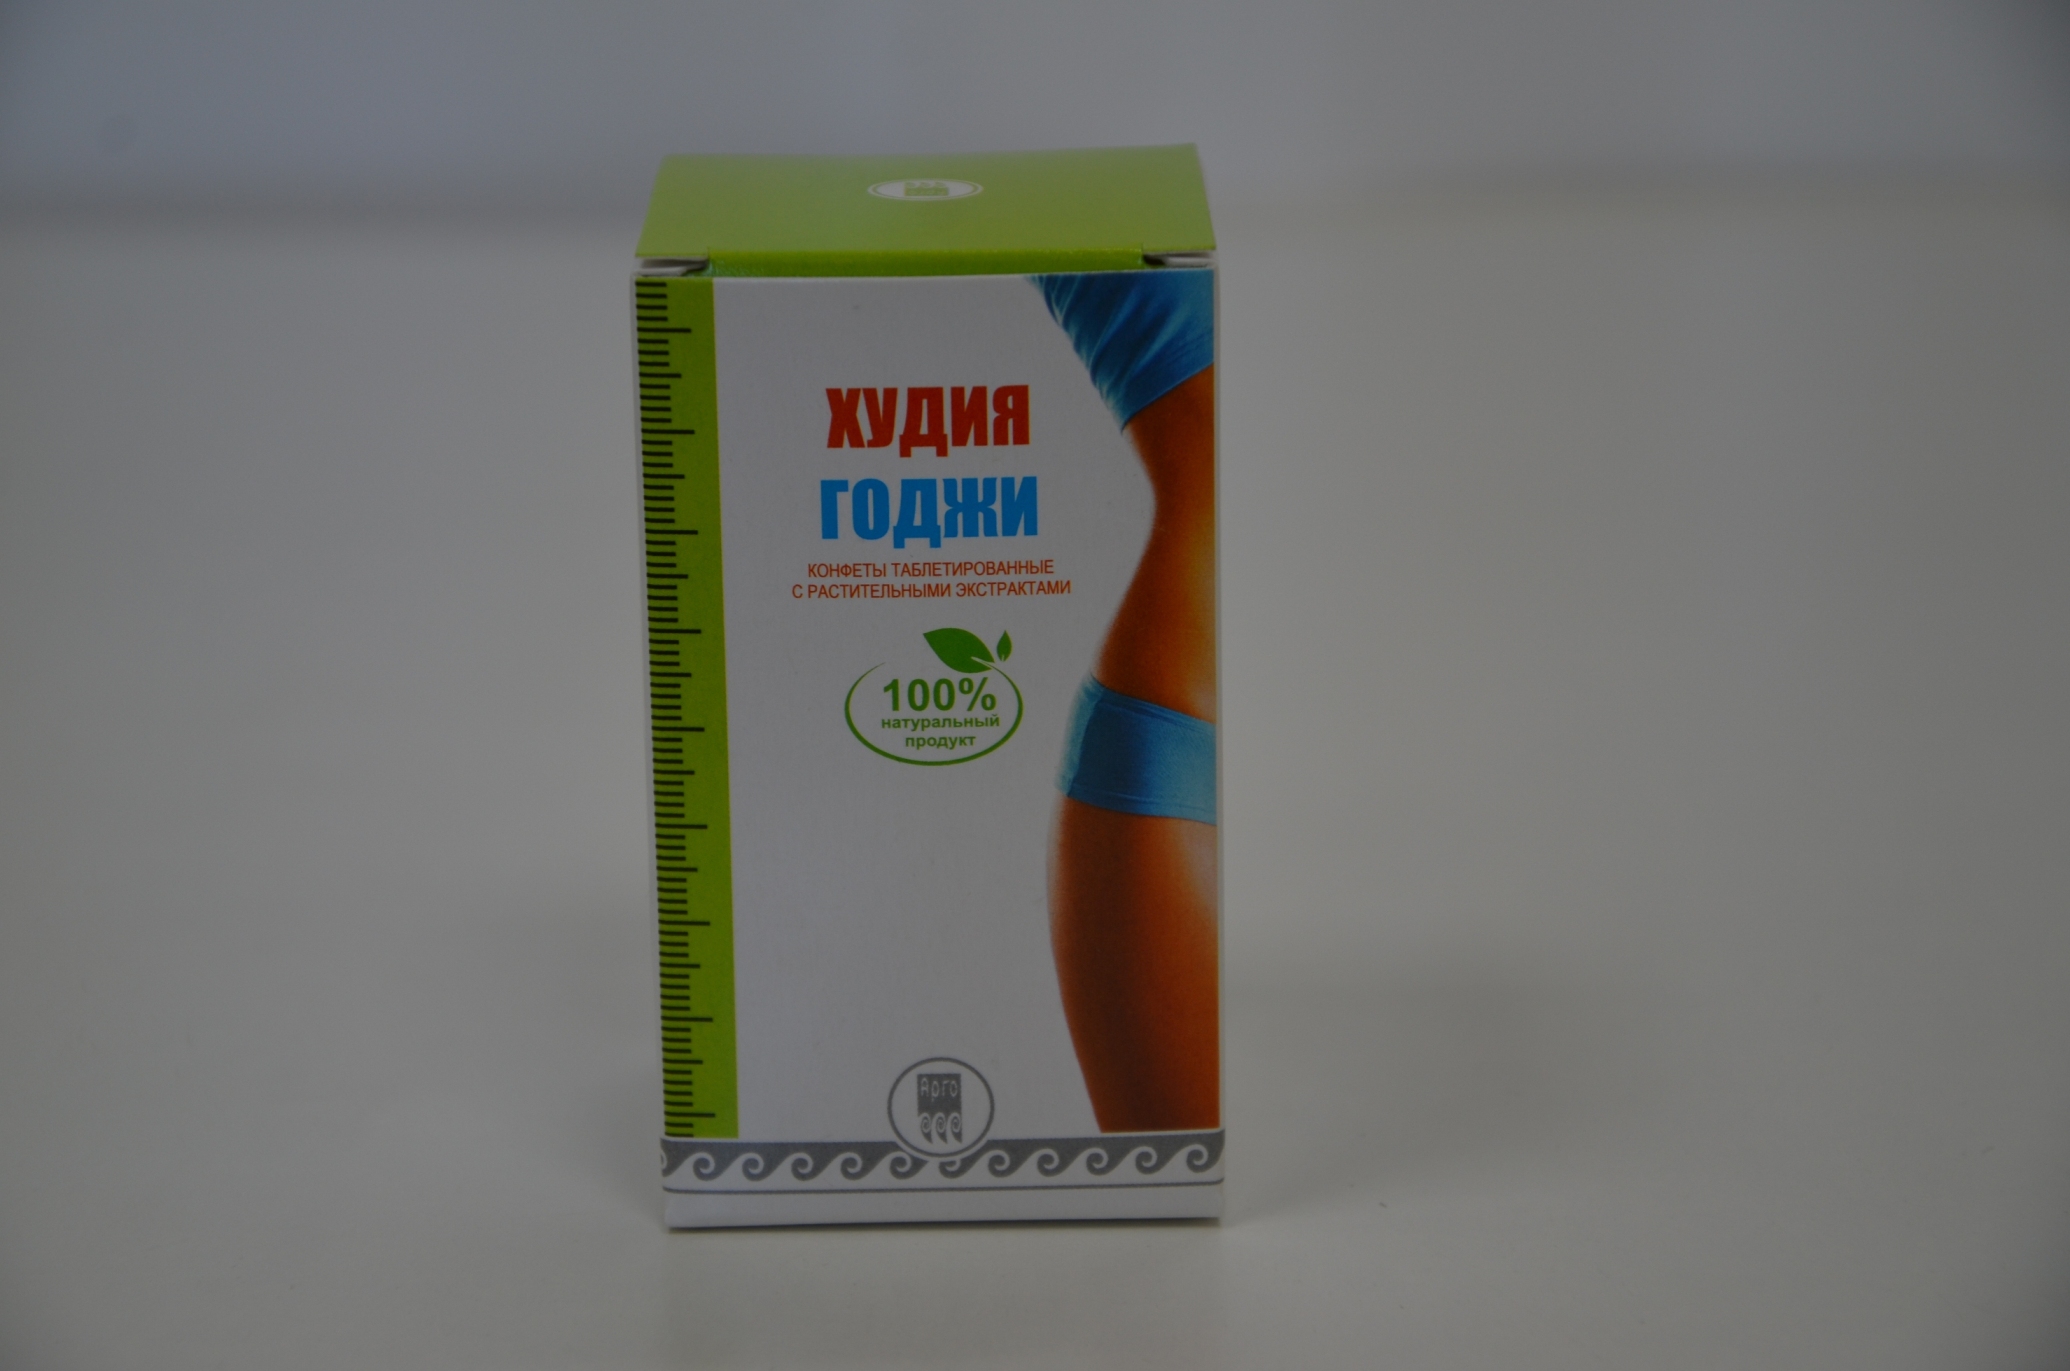 ХУДИЯ
ГОДЖИ
КОНФЕТЫ ТАБЛЕТИРОВАННЫЕ
С РАСТИТЕЛЬНЫМИ ЭКСТРАКТАМИ
100%
натуральный
продукт
Арго